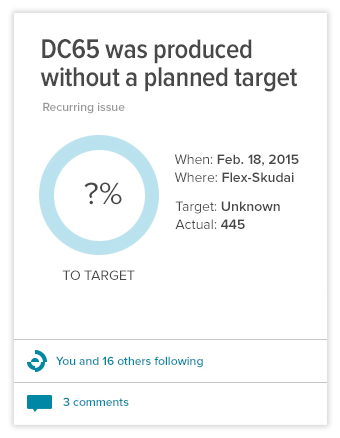 DC65 was produced
without a planned target
Recurring issue
?%
TO TARGET
When: Feb. 18, 2015
Where: Flex-Skudai
Target: Unknown
Actual: 445
You and 16 others following
3 comments